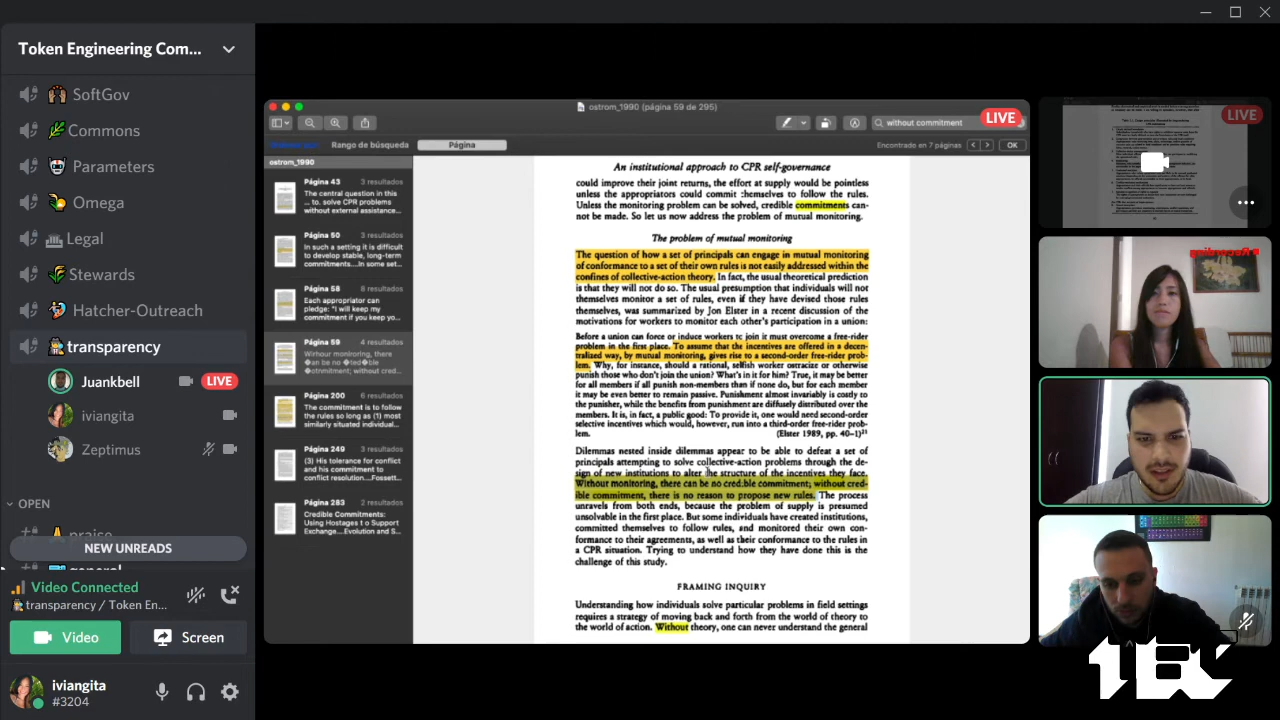 Token Engineering Com...
SoftGov
Commons
Parameters
Omega
Legal
Stewards
Hatcher-Outreach
transparency
Juankbell
LIVE
iviangita
Zeptimus
OPEN
praise
NEW UNREADS
general
Video Connected
transparency / Token En...
Video
Screen
iviangita
#3204
ostrom_1990 (página 59 de 295)
without commitment
LIVE
Rango de búsqueda
Página
Encontrado en 7 páginas
OK
ostrom_1990
Página 43 3 resultados
The central question in this
... to. solve CPR problems
without external assistance...
Página 50 3 resultados
In such a setting it is difficult
to develop stable, long-term
commitments...In some set...
Página 58 8 resultados
Each appropriator can
pledge: "I will keep my
commitment if you keep yo...
Página 59 4 resultados
Wirhour mnoitoring, there
�an be no �ted�ble
�otnmitment; without cred...
Página 200 6 resultados
The commitment is to follow
the rules so long as (1) most
similarly situated individual...
Página 249 3 resultados
(3) His tolerance for conflict
and his commitment to
conflict resolution....Fossett...
Página 283 2 resultados
Credible Commitments:
Using Hostages t o Support
Exchange...Evolution and S...
An institutional approach to CPR self-governance
could improve their joint returns, the effort at supply would be pointless
unless the appropriators could commit themselves to follow the rules.
Unless the monitoring problem can be solved, credible commitments can-
not be made. So let us now address the problem of mutual monitoring.
The problem of mutual monitoring
The question of how a set of principals can engage in mutual monitoring
of conformance to a set of their own rules is not easily addressed within the
confines of collective-action theory. In fact, the usual theoretical prediction
is that they will not do so. The usual presumption that individuals will not
themselves monitor a set of rules, even if they have devised those rules
themselves, was summarized by Jon Elster in a recent discussion of the
motivations for workers to monitor each other's participation in a union:
Before a union can force or induce workers to join it must overcome a free-rider
problem in the first place. To assume that the incentives are offered in a decen-
tralized way, by mutual monitoring, gives rise to a second-order free-rider prob-
lem. Why, for instance, should a rational, selfish worker ostracize or otherwise
punish those who don't join the union? What's in it for him? True, it may be better
for all members if all punish non-members than if none do, but for each member
it may be even better to remain passive. Punishment almost invariably is costly to
the punisher, while the benefits from punishment are diffusely distributed over the
members. It is, in fact, a public good: To provide it, one would need second-order
selective incentives which would, however, run into a third-order free-rider prob-
lem. (Elster 1989, pp. 40–1)²¹
Dilemmas nested inside dilemmas appear to be able to defeat a set of
principals attempting to solve collective-action problems through the de-
sign of new institutions to alter the structure of the incentives they face.
Without monitoring, there can be no credible commitment; without cred-
ible commitment, there is no reason to propose new rules. The process
unravels from both ends, because the problem of supply is presumed
unsolvable in the first place. But some individuals have created institutions,
committed themselves to follow rules, and monitored their own con-
formance to their agreements, as well as their conformance to the rules in
a CPR situation. Trying to understand how they have done this is the
challenge of this study.
FRAMING INQUIRY
Understanding how individuals solve particular problems in field settings
requires a strategy of moving back and forth from the world of theory to
the world of action. Without theory, one can never understand the general
LIVE
Recording
TEC